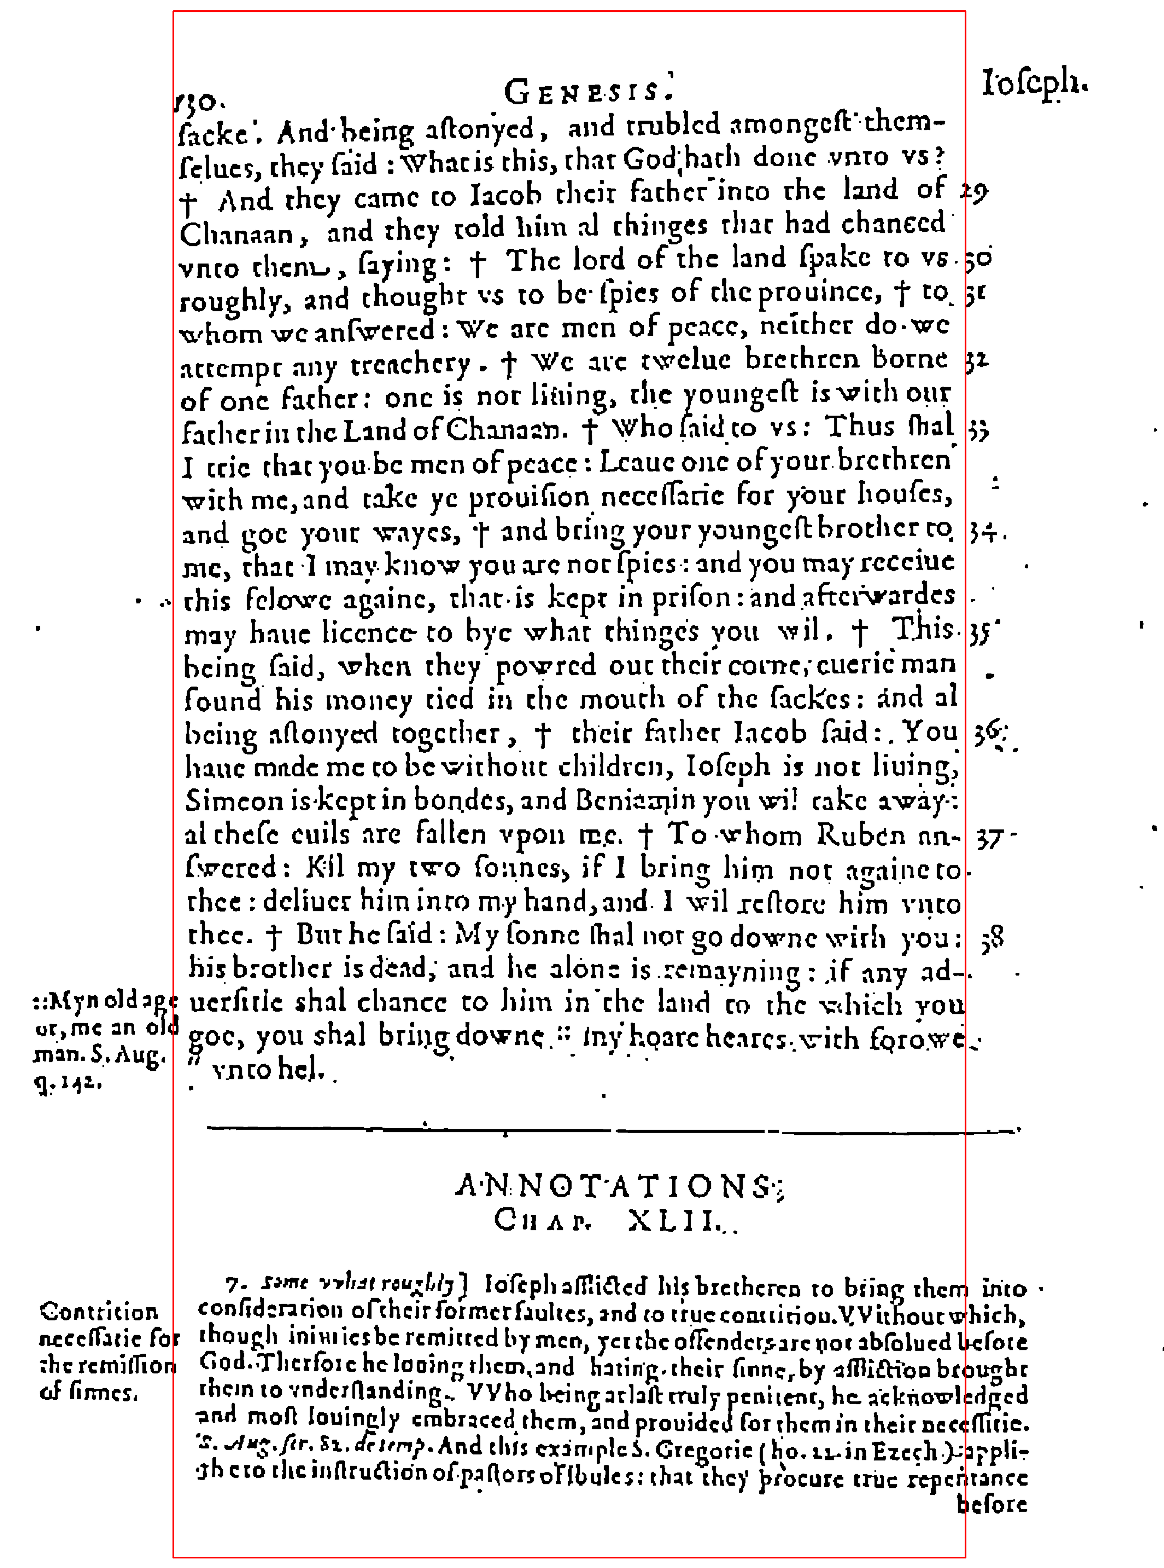 130. GENESIS. Ioſeph.
ſacke. And being aſtonyed, and trubled amongeſt them-
ſelues, they ſaid: What is this, that God hath done vnto vs?
† And they came to Iacob their father into the land of 29
Chanaan, and they told him al thinges that had chanced
vnto them, ſaying: † The lord of the land ſpake to vs 30
roughly, and thought vs to be ſpies of the prouince, † to 31
whom we anſwered: We are men of peace, neither do we
attempt any treachery. † We are twelue brethren borne 32
of one father: one is not liuing, the youngeſt is with our
father in the Land of Chanaan. † Who ſaid to vs: Thus ſhal 33
I trie that you be men of peace: Leaue one of your brethren
with me, and take ye prouiſion neceſſarie for your houſes,
and goe your wayes, † and bring your youngeſt brother to 34.
me, that I may know you are not ſpies: and you may receiue
this felowe againe, that is kept in priſon: and afterwardes
may haue licence to bye what thinges you wil. † This 35
being ſaid, when they powred out their corne, euerie man
found his money tied in the mouth of the ſackes: and al
being aſtonyed together, † their father Iacob ſaid: You 36
haue made me to be without children, Ioſeph is not liuing,
Simeon is kept in bondes, and Beniamin you wil take away:
al theſe euils are fallen vpon me. † To whom Ruben an- 37
ſwered: Kil my two ſonnes, if I bring him not againe to
thee: deliuer him into my hand, and I wil reſtore him vnto
thee. † But he ſaid: My ſonne ſhal not go downe with you: 38
his brother is dead, and he alone is remayning: if any ad-
uerſitie shal chance to him in the land to the which you
goe, you shal bring downe :: my hoare heares with ſorowe
" vnto hel.
::Myn old age
or, me an old
man. S. Aug.
q. 142.
ANNOTATIONS;
CHAP. XLII.
7. Some vvhat roughly] Ioſeph afflicted his bretheren to bring them into
conſideration of their former faultes, and to true contrition. VVithout which,
though iniuries be remitted by men, yet the offenders are not abſolued before
God. Therfore he louing them, and hating their ſinne, by affliction brought
them to vnderſtanding. VVho being at laſt truly penitent, he acknowledged
and moſt louingly embraced them, and prouided for them in their neceſſitie.
S. Aug. ſer. 82. de temp. And this example S. Gregorie (ho. 22. in Ezech.) appli-
eth to the inſtruction of paſtors of ſoules: that they procure true repentance
before
Contrition
neceſſarie for
the remiſſion
of ſinnes.